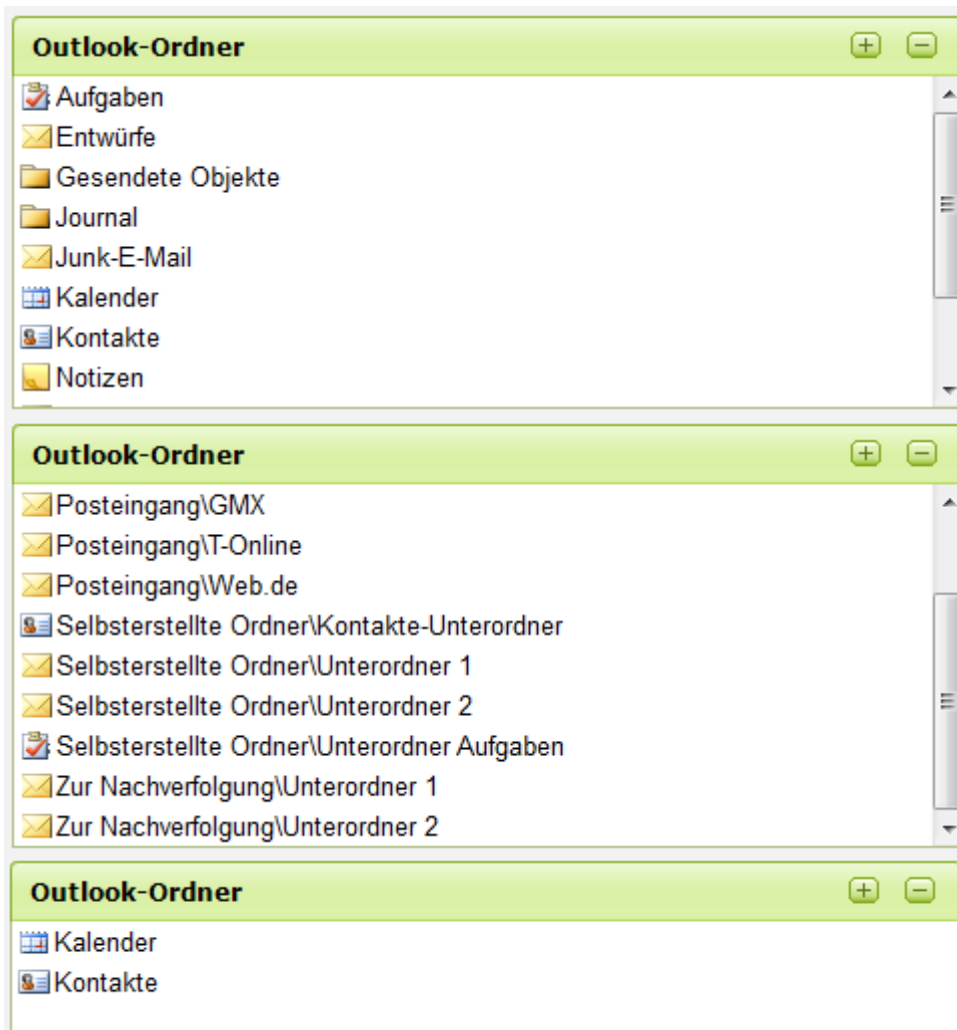 Outlook-Ordner
Aufgaben
Entwürfe
Gesendete Objekte
Journal
Junk-E-Mail
Kalender
Kontakte
Notizen
Outlook-Ordner
Posteingang\GMX
Posteingang\T-Online
Posteingang\Web.de
Selbsterstellte Ordner\Kontakte-Unterordner
Selbsterstellte Ordner\Unterordner 1
Selbsterstellte Ordner\Unterordner 2
Selbsterstellte Ordner\Unterordner Aufgaben
Zur Nachverfolgung\Unterordner 1
Zur Nachverfolgung\Unterordner 2
Outlook-Ordner
Kalender
Kontakte